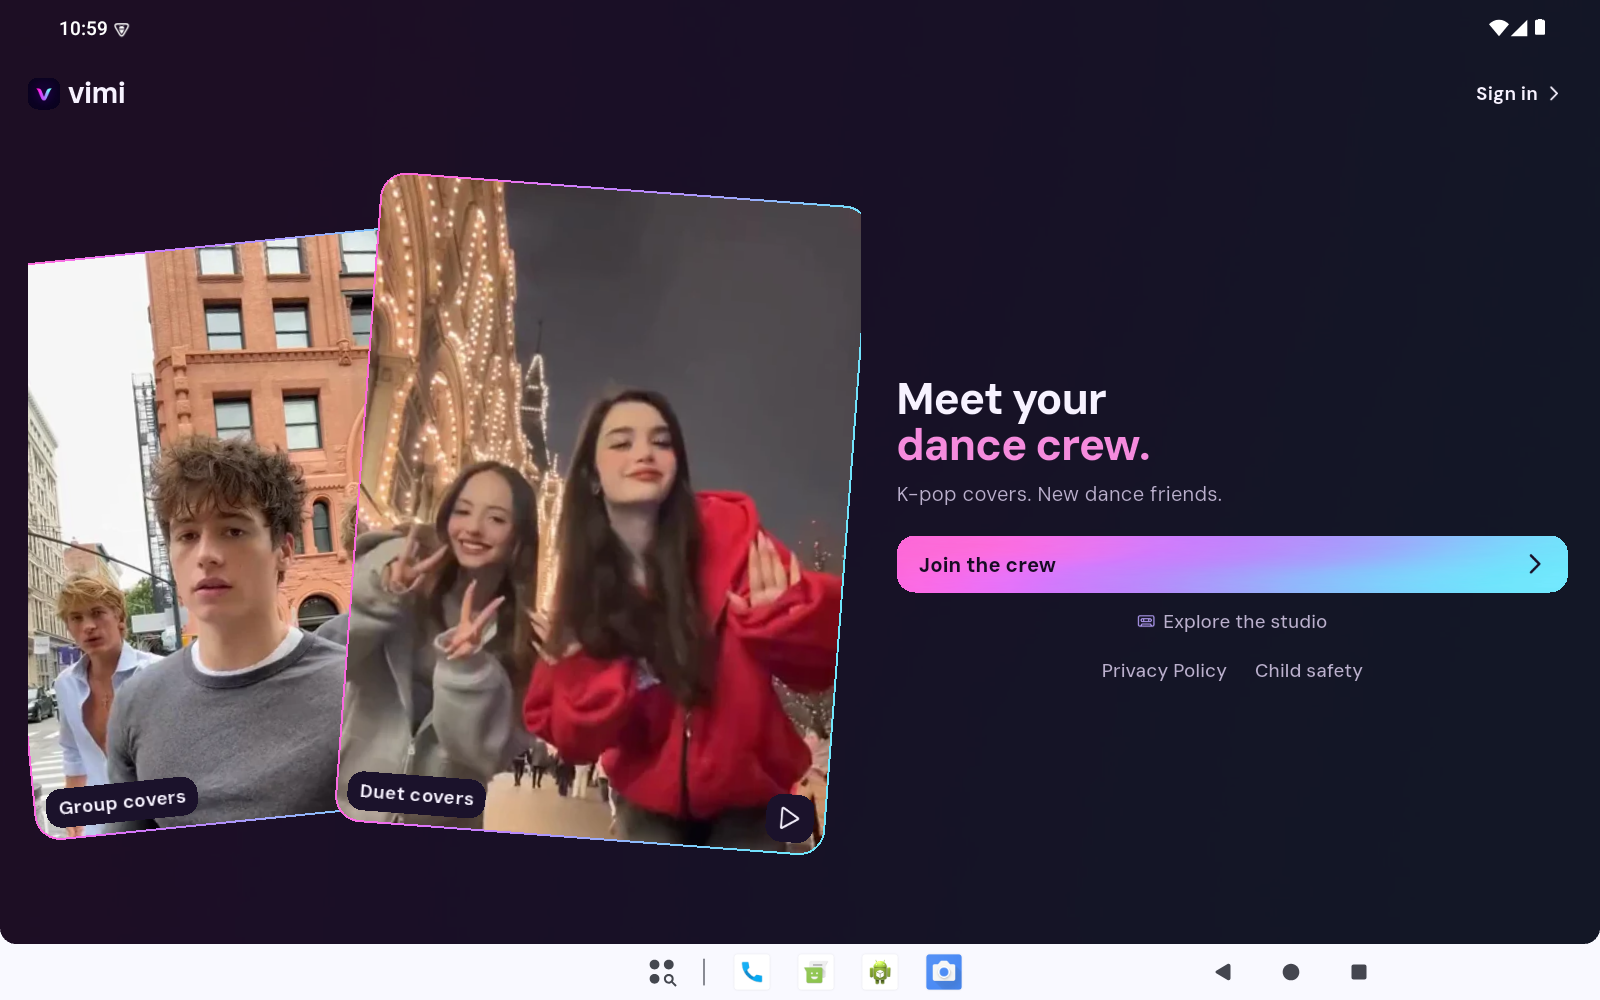 10:59
vimi
Sign in
Group covers
Duet covers
Meet your
dance crew.
K-pop covers. New dance friends.
Join the crew
Explore the studio
Privacy Policy
Child safety